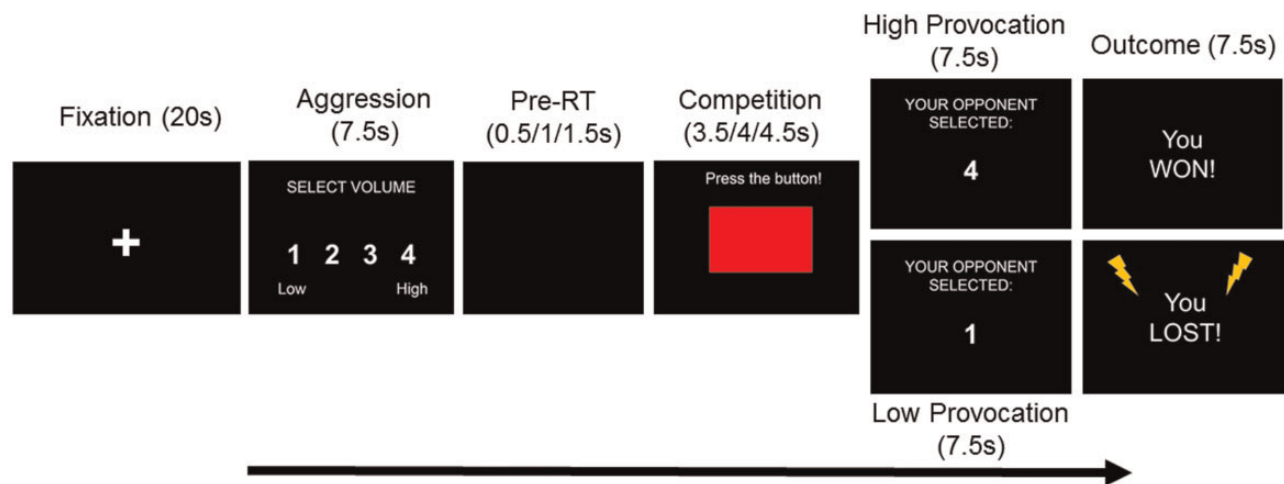 Fixation (20s)
+
Aggression
(7.5s)
SELECT VOLUME
1 2 3 4
Low High
Pre-RT
(0.5/1/1.5s)
Competition
(3.5/4/4.5s)
Press the button!
High Provocation
(7.5s)
YOUR OPPONENT
SELECTED:
4
YOUR OPPONENT
SELECTED:
1
Low Provocation
(7.5s)
Outcome (7.5s)
You
WON!
You
LOST!